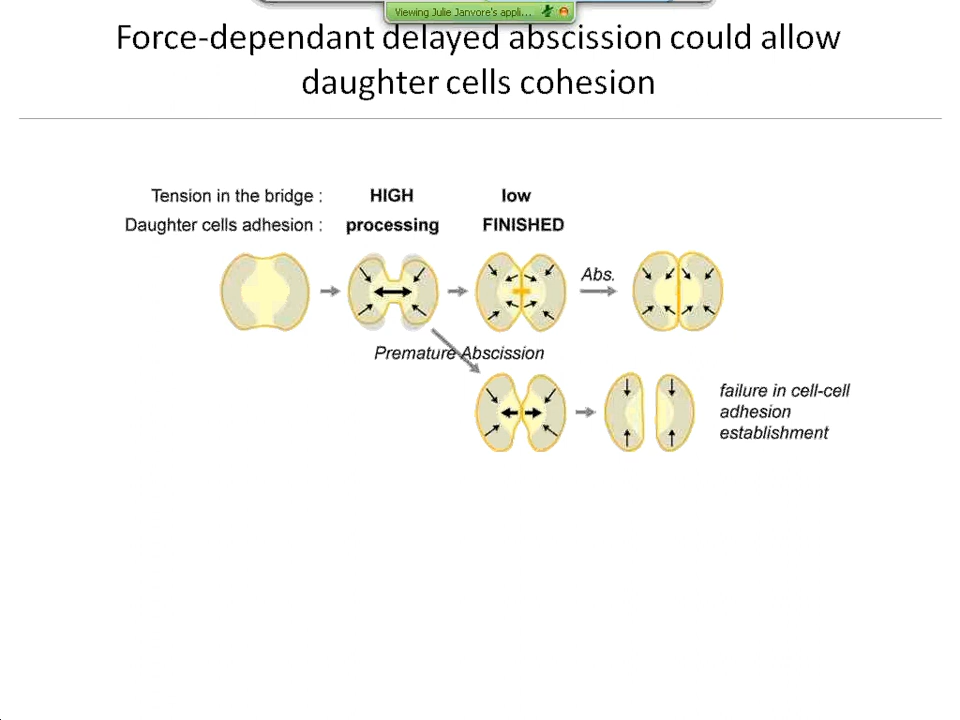 Viewing Julie Janvore's appli...
Force-dependant delayed abscission could allow
daughter cells cohesion
Tension in the bridge : HIGH low
Daughter cells adhesion : processing FINISHED
Abs.
Premature Abscission
failure in cell-cell
adhesion
establishment